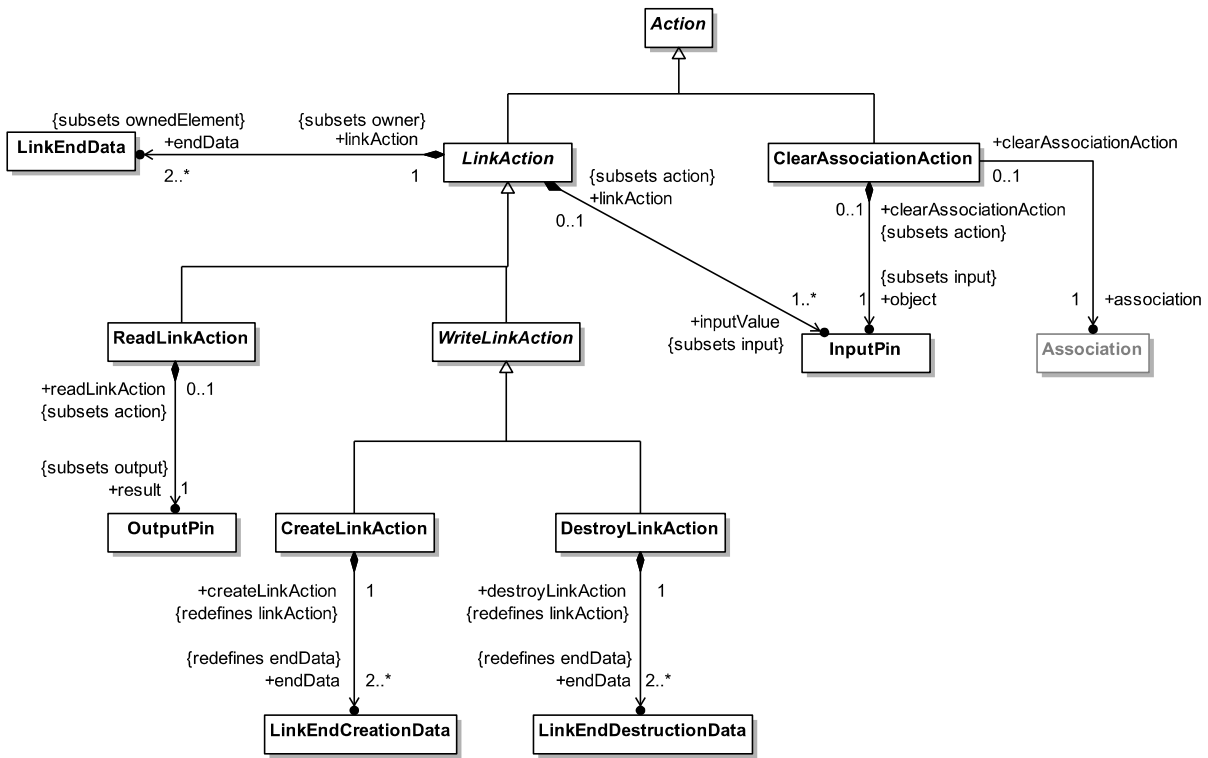 Action
{subsets ownedElement}
+endData
2..*
{subsets owner}
+linkAction
1
LinkEndData
LinkAction
ClearAssociationAction
+clearAssociationAction
0..1
{subsets action}
+linkAction
0..1
0..1
+clearAssociationAction
{subsets action}
{subsets input}
+object
1
1..*
+inputValue
{subsets input}
1
+association
ReadLinkAction
WriteLinkAction
InputPin
Association
+readLinkAction
{subsets action}
0..1
{subsets output}
+result
1
OutputPin
CreateLinkAction
DestroyLinkAction
+createLinkAction
{redefines linkAction}
1
+destroyLinkAction
{redefines linkAction}
1
{redefines endData}
+endData
2..*
{redefines endData}
+endData
2..*
LinkEndCreationData
LinkEndDestructionData